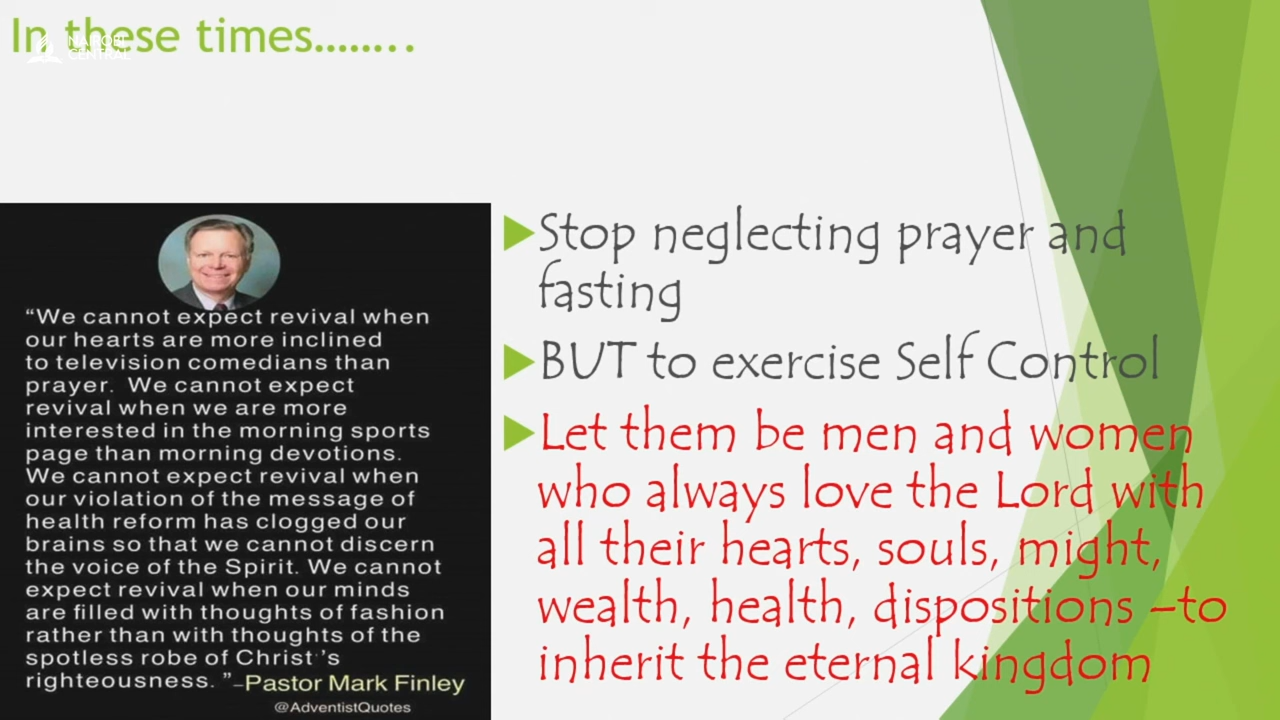 In these times........
NAIROBI
CENTRAL
"We cannot expect revival when
our hearts are more inclined
to television comedians than
prayer. We cannot expect
revival when we are more
interested in the morning sports
page than morning devotions.
We cannot expect revival when
our violation of the message of
health reform has clogged our
brains so that we cannot discern
the voice of the Spirit. We cannot
expect revival when our minds
are filled with thoughts of fashion
rather than with thoughts of the
spotless robe of Christ's
righteousness." –Pastor Mark Finley
@AdventistQuotes
Stop neglecting prayer and
fasting
BUT to exercise Self Control
Let them be men and women
who always love the Lord with
all their hearts, souls, might,
wealth, health, dispositions –to
inherit the eternal kingdom